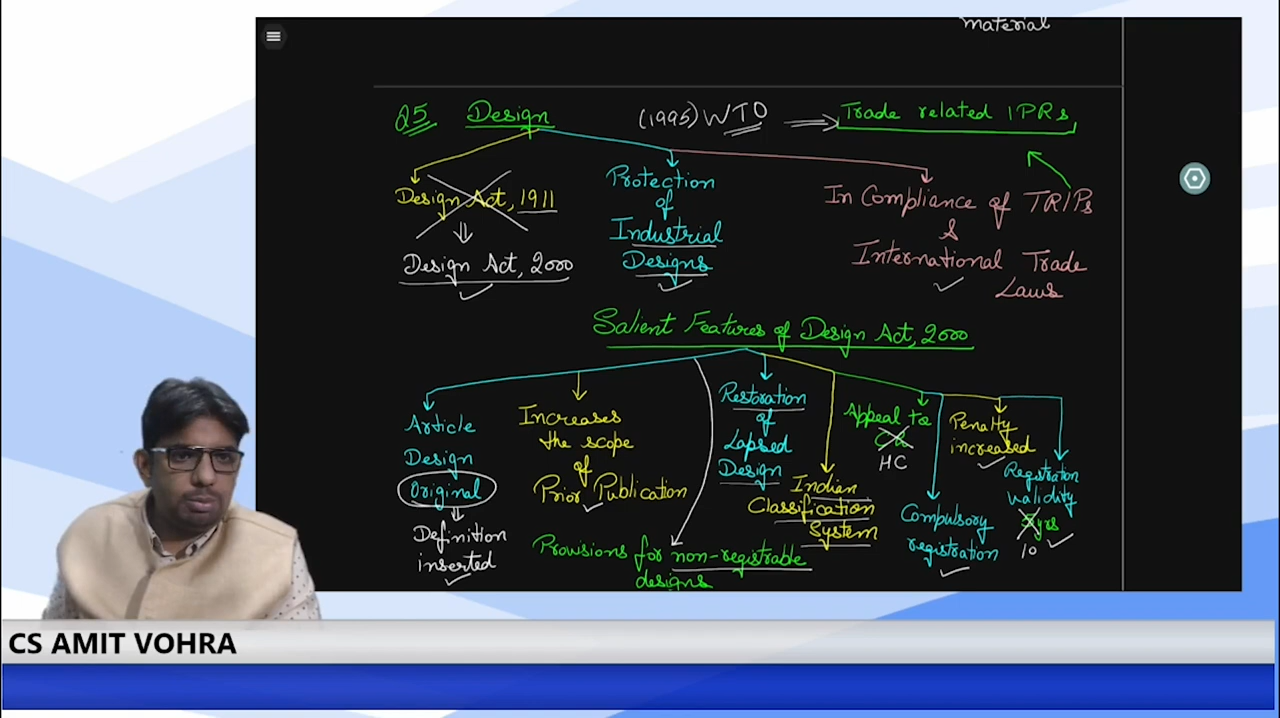 material
25 Design (1995) WTO Trade related IPRs
Design Act, 1911
Design Act, 2000
Protection
of
Industrial
Designs
In Compliance of TRIPs
&
International Trade
Laws
Salient Features of Design Act, 2000
Article
Design
Original
Definition
inserted
Increases
the scope
of
Prior Publication
Provisions for non-registrable
designs
Restoration
of
Lapsed
Design
Indian
Classification
System
Appeal to
HC
Compulsory
registration
Penalty
increased
Registration
validity
yrs
10
CS AMIT VOHRA